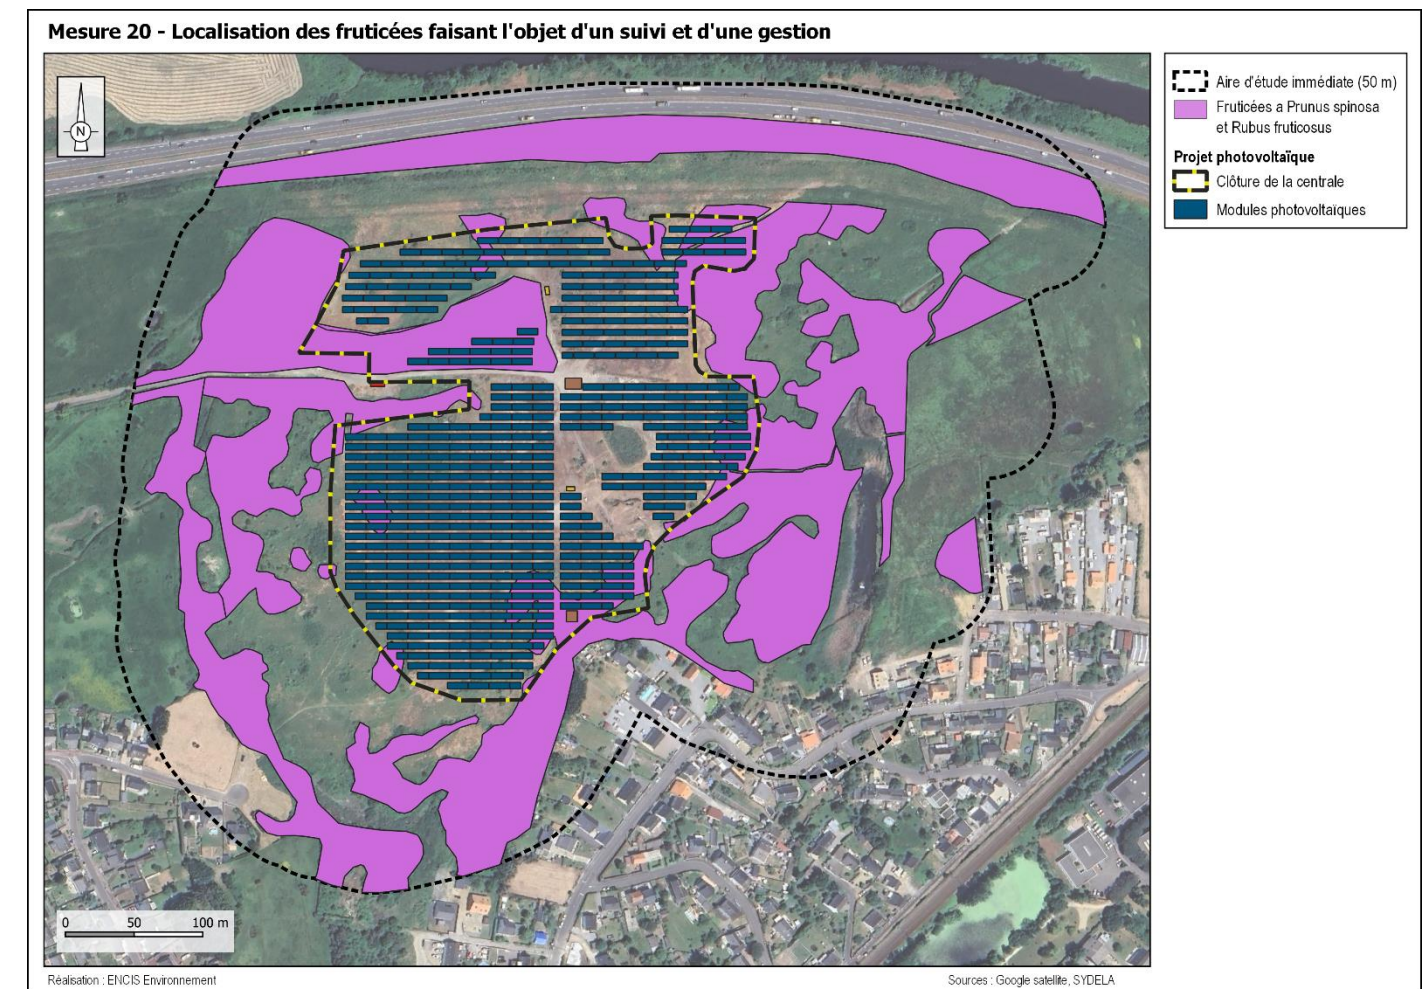 Mesure 20 - Localisation des fruticées faisant l'objet d'un suivi et d'une gestion
N
Aire d'étude immédiate (50 m)
Fruticées a Prunus spinosa
et Rubus fruticosus
Projet photovoltaïque
Clôture de la centrale
Modules photovoltaïques
0 50 100 m
Réalisation : ENCIS Environnement
Sources : Google satellite, SYDELA